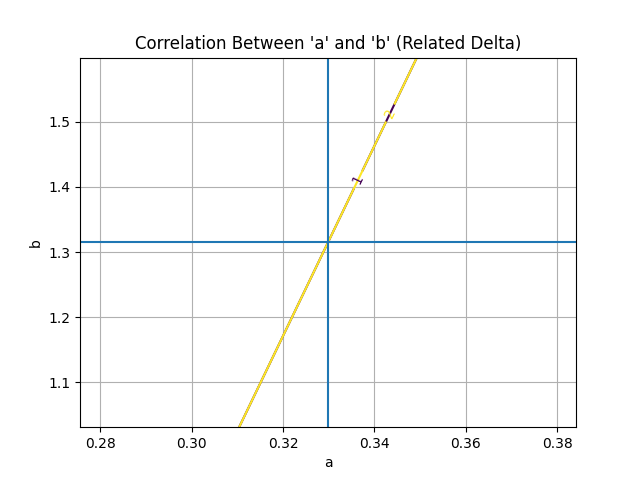 Correlation Between 'a' and 'b' (Related Delta)
b
1.5
1.4
1.3
1.2
1.1
2
1
0.28 0.30 0.32 0.34 0.36 0.38
a